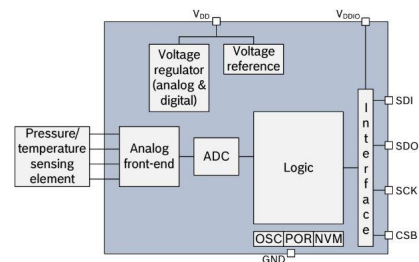 VDD
VDDIO
Voltage
regulator
(analog &
digital)
Voltage
reference
Pressure/
temperature
sensing
element
Analog
front-end
ADC
Logic
Interface
SDI
SDO
SCK
CSB
OSC POR NVM
GND